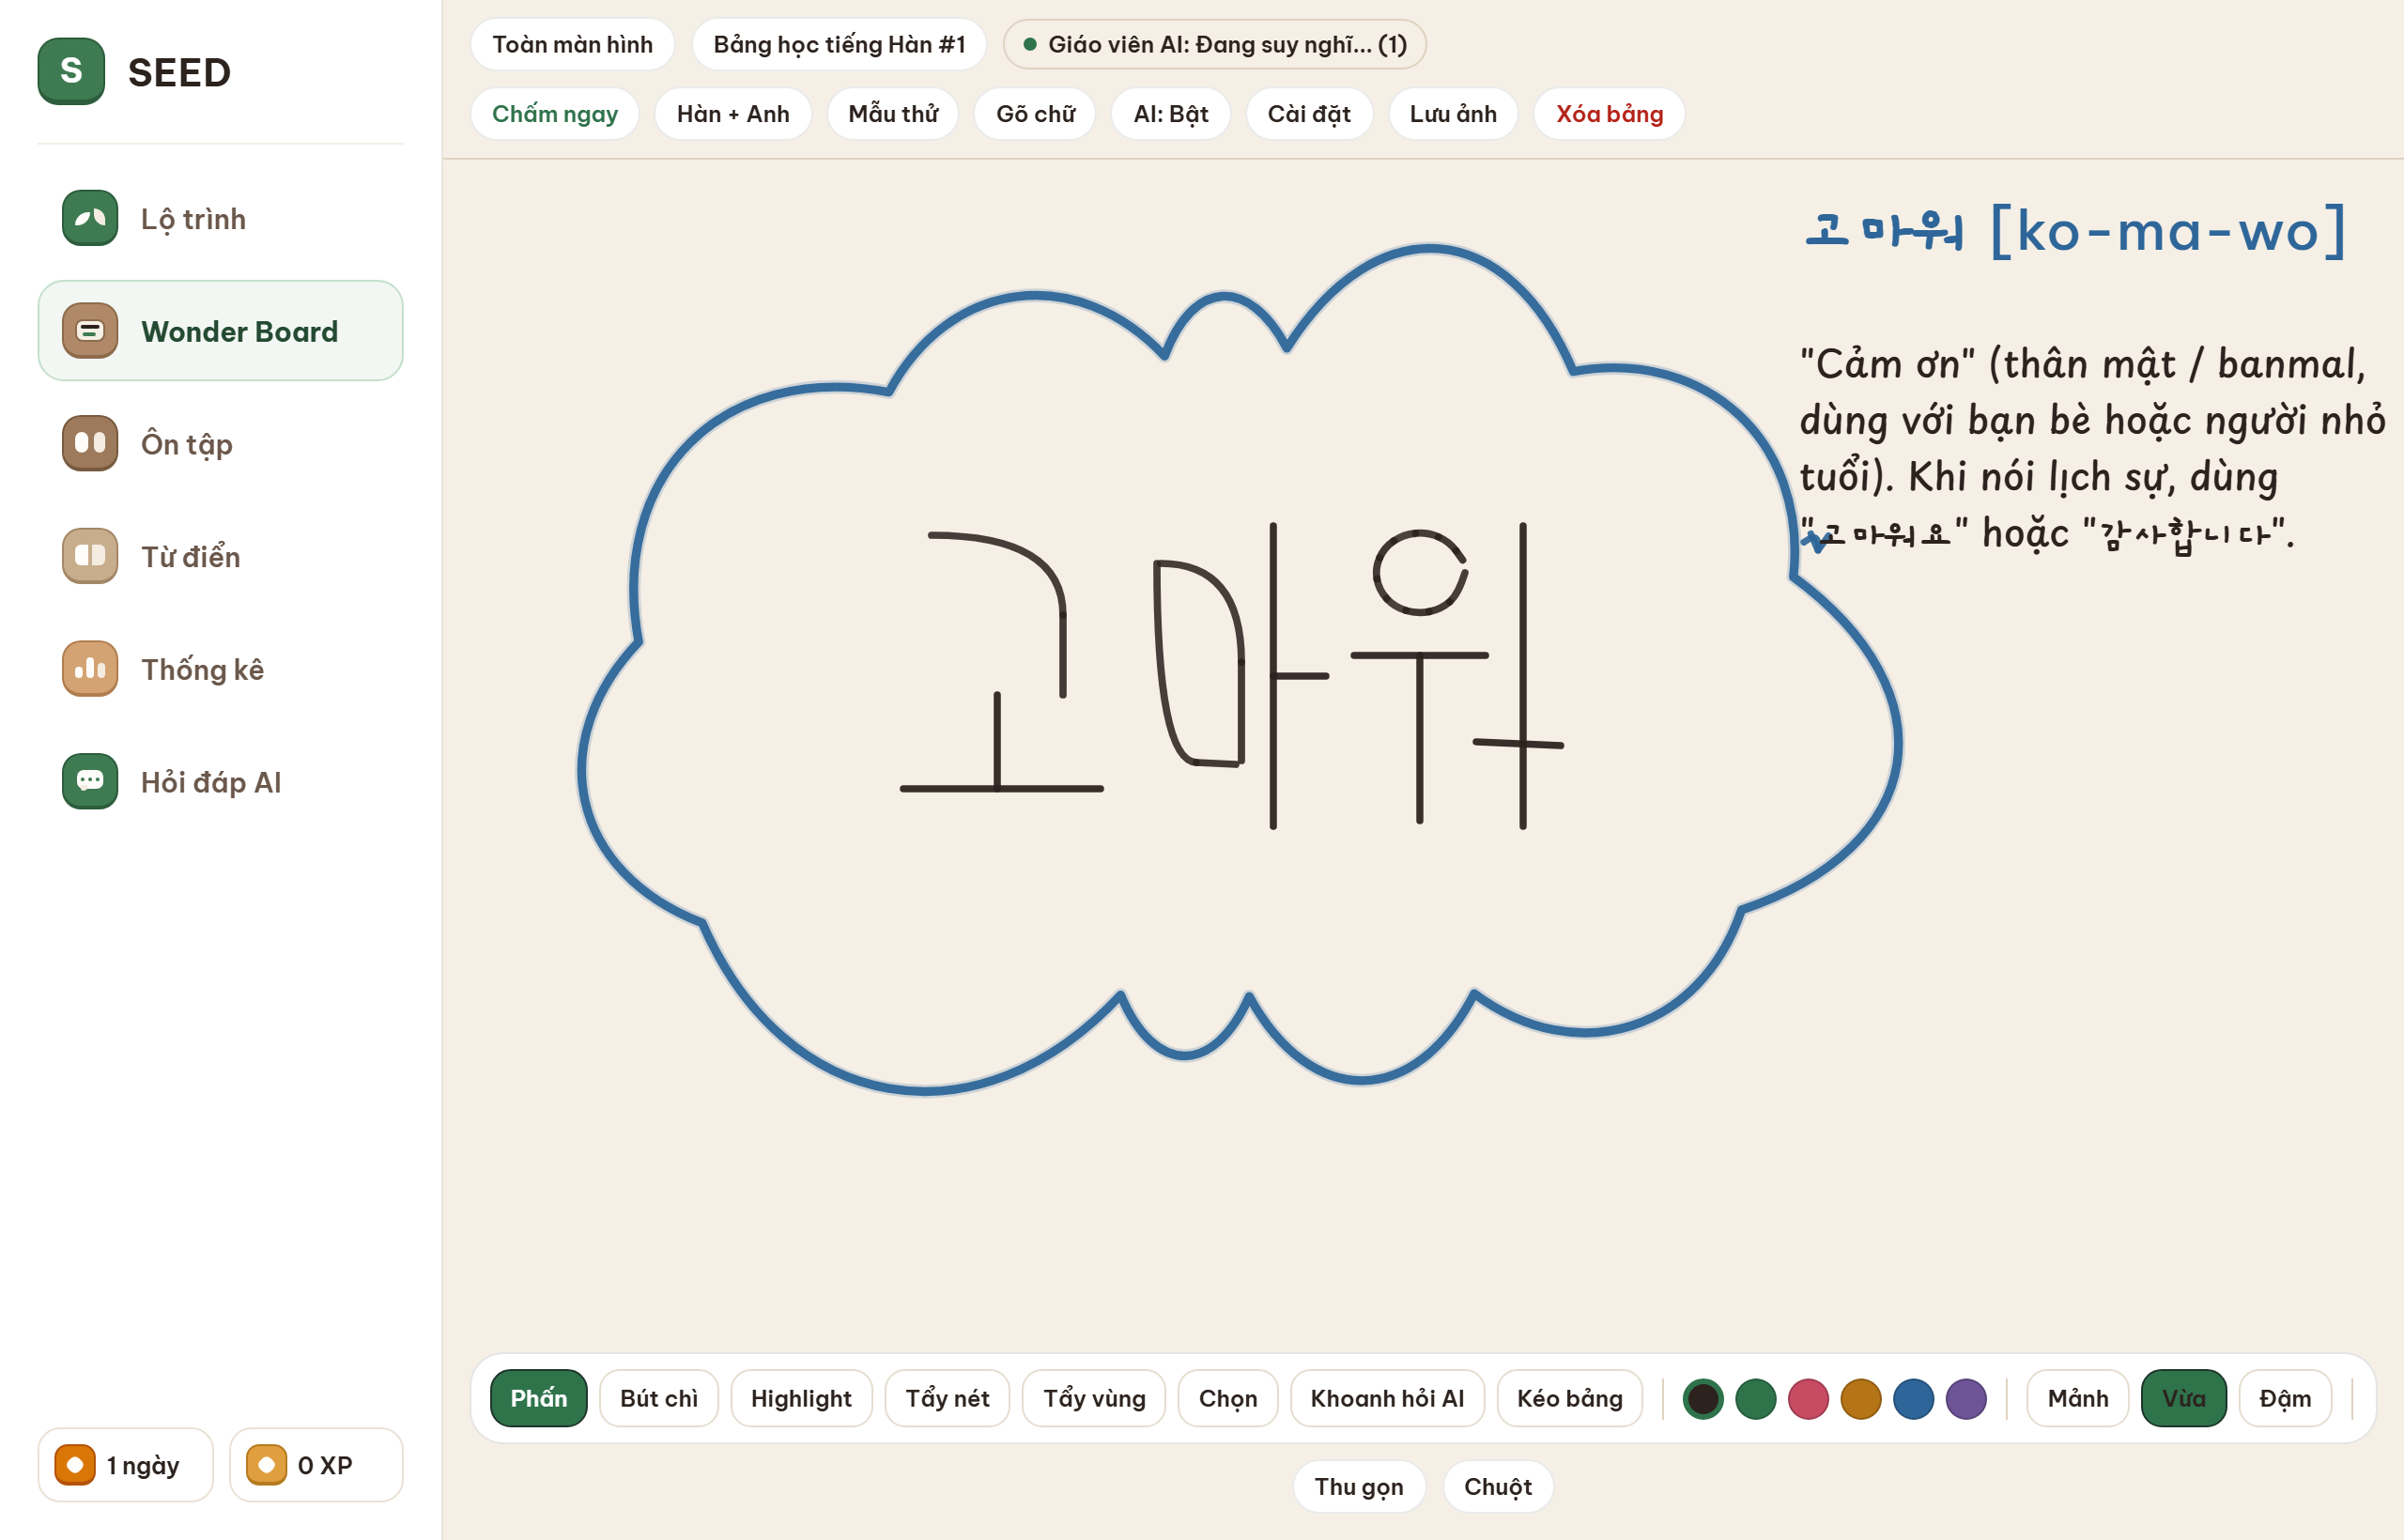 S SEED
Toàn màn hình
Bảng học tiếng Hàn #1
Giáo viên AI: Đang suy nghĩ... (1)
Chấm ngay
Hàn + Anh
Mẫu thử
Gõ chữ
AI: Bật
Cài đặt
Lưu ảnh
Xóa bảng
Lộ trình
Wonder Board
Ôn tập
Từ điển
Thống kê
Hỏi đáp AI
1 ngày
0 XP
고마워
고마워 [ko-ma-wo]
"Cảm ơn" (thân mật / banmal,
dùng với bạn bè hoặc người nhỏ
tuổi). Khi nói lịch sự, dùng
"고마워요" hoặc "감사합니다".
Phấn
Bút chì
Highlight
Tẩy nét
Tẩy vùng
Chọn
Khoanh hỏi AI
Kéo bảng
Mảnh
Vừa
Đậm
Thu gọn
Chuột